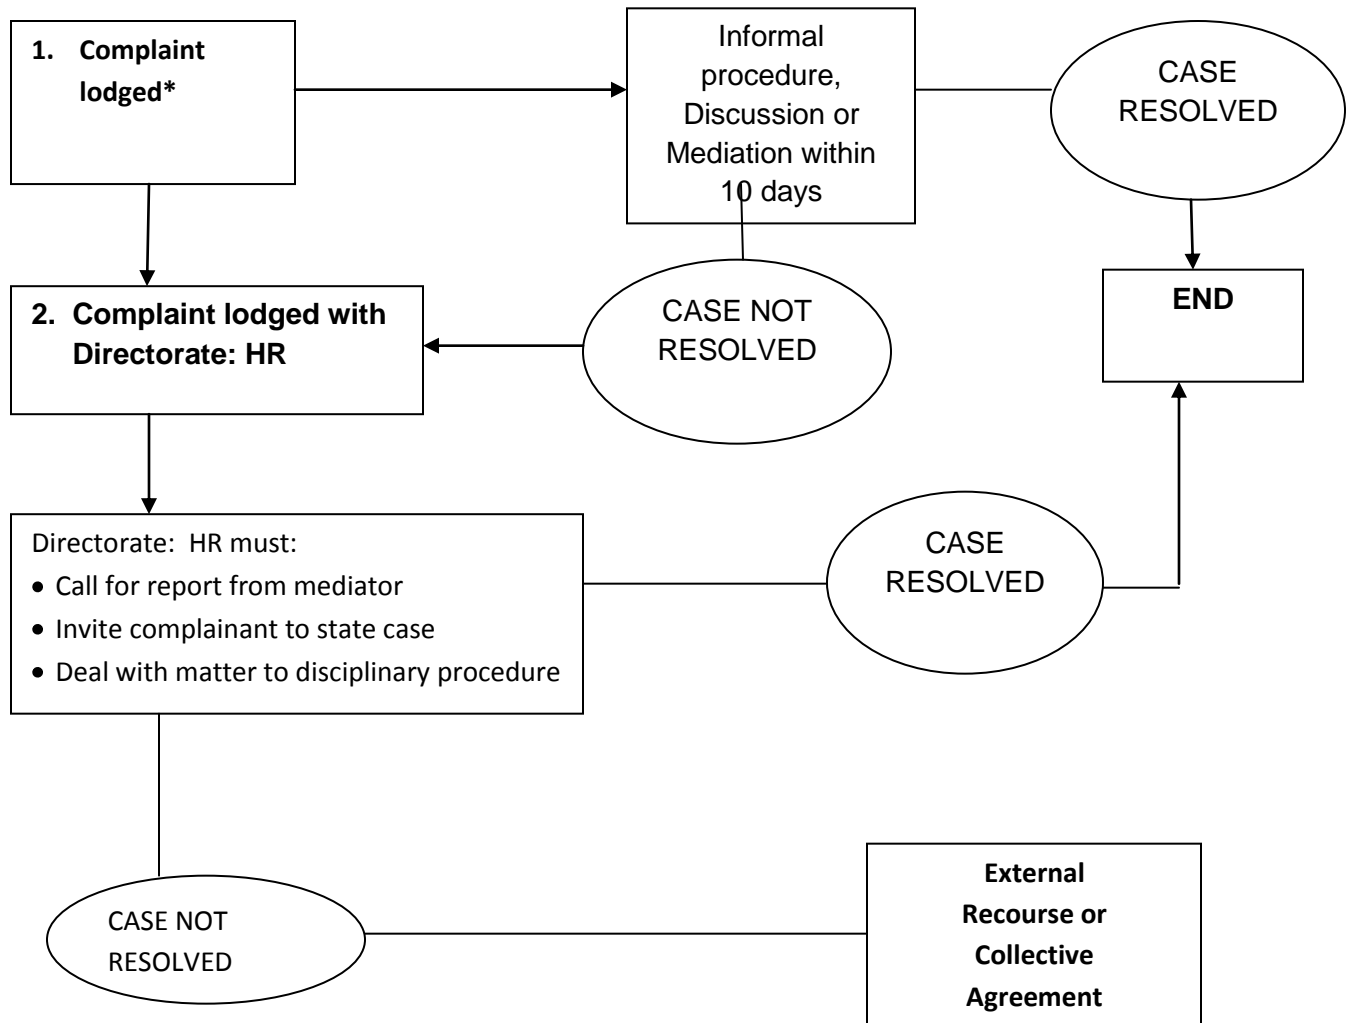 1. Complaint
lodged*
Informal
procedure,
Discussion or
Mediation within
10 days
CASE
RESOLVED
2. Complaint lodged with
Directorate: HR
CASE NOT
RESOLVED
END
Directorate: HR must:
• Call for report from mediator
• Invite complainant to state case
• Deal with matter to disciplinary procedure
CASE
RESOLVED
CASE NOT
RESOLVED
External
Recourse or
Collective
Agreement